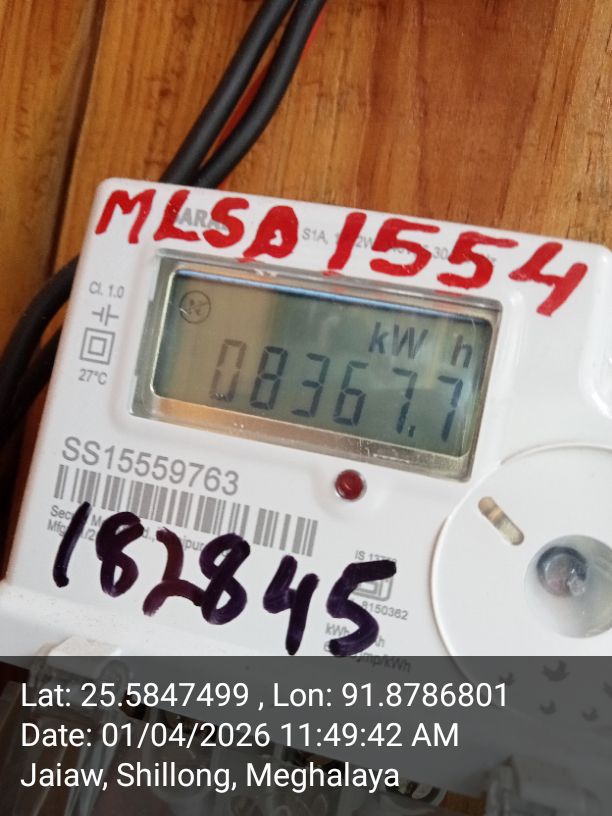 MLSD 1554
Cl. 1.0
27°C
kW h
08367.7
SS15559763
182845
Lat: 25.5847499 , Lon: 91.8786801
Date: 01/04/2026 11:49:42 AM
Jaiaw, Shillong, Meghalaya